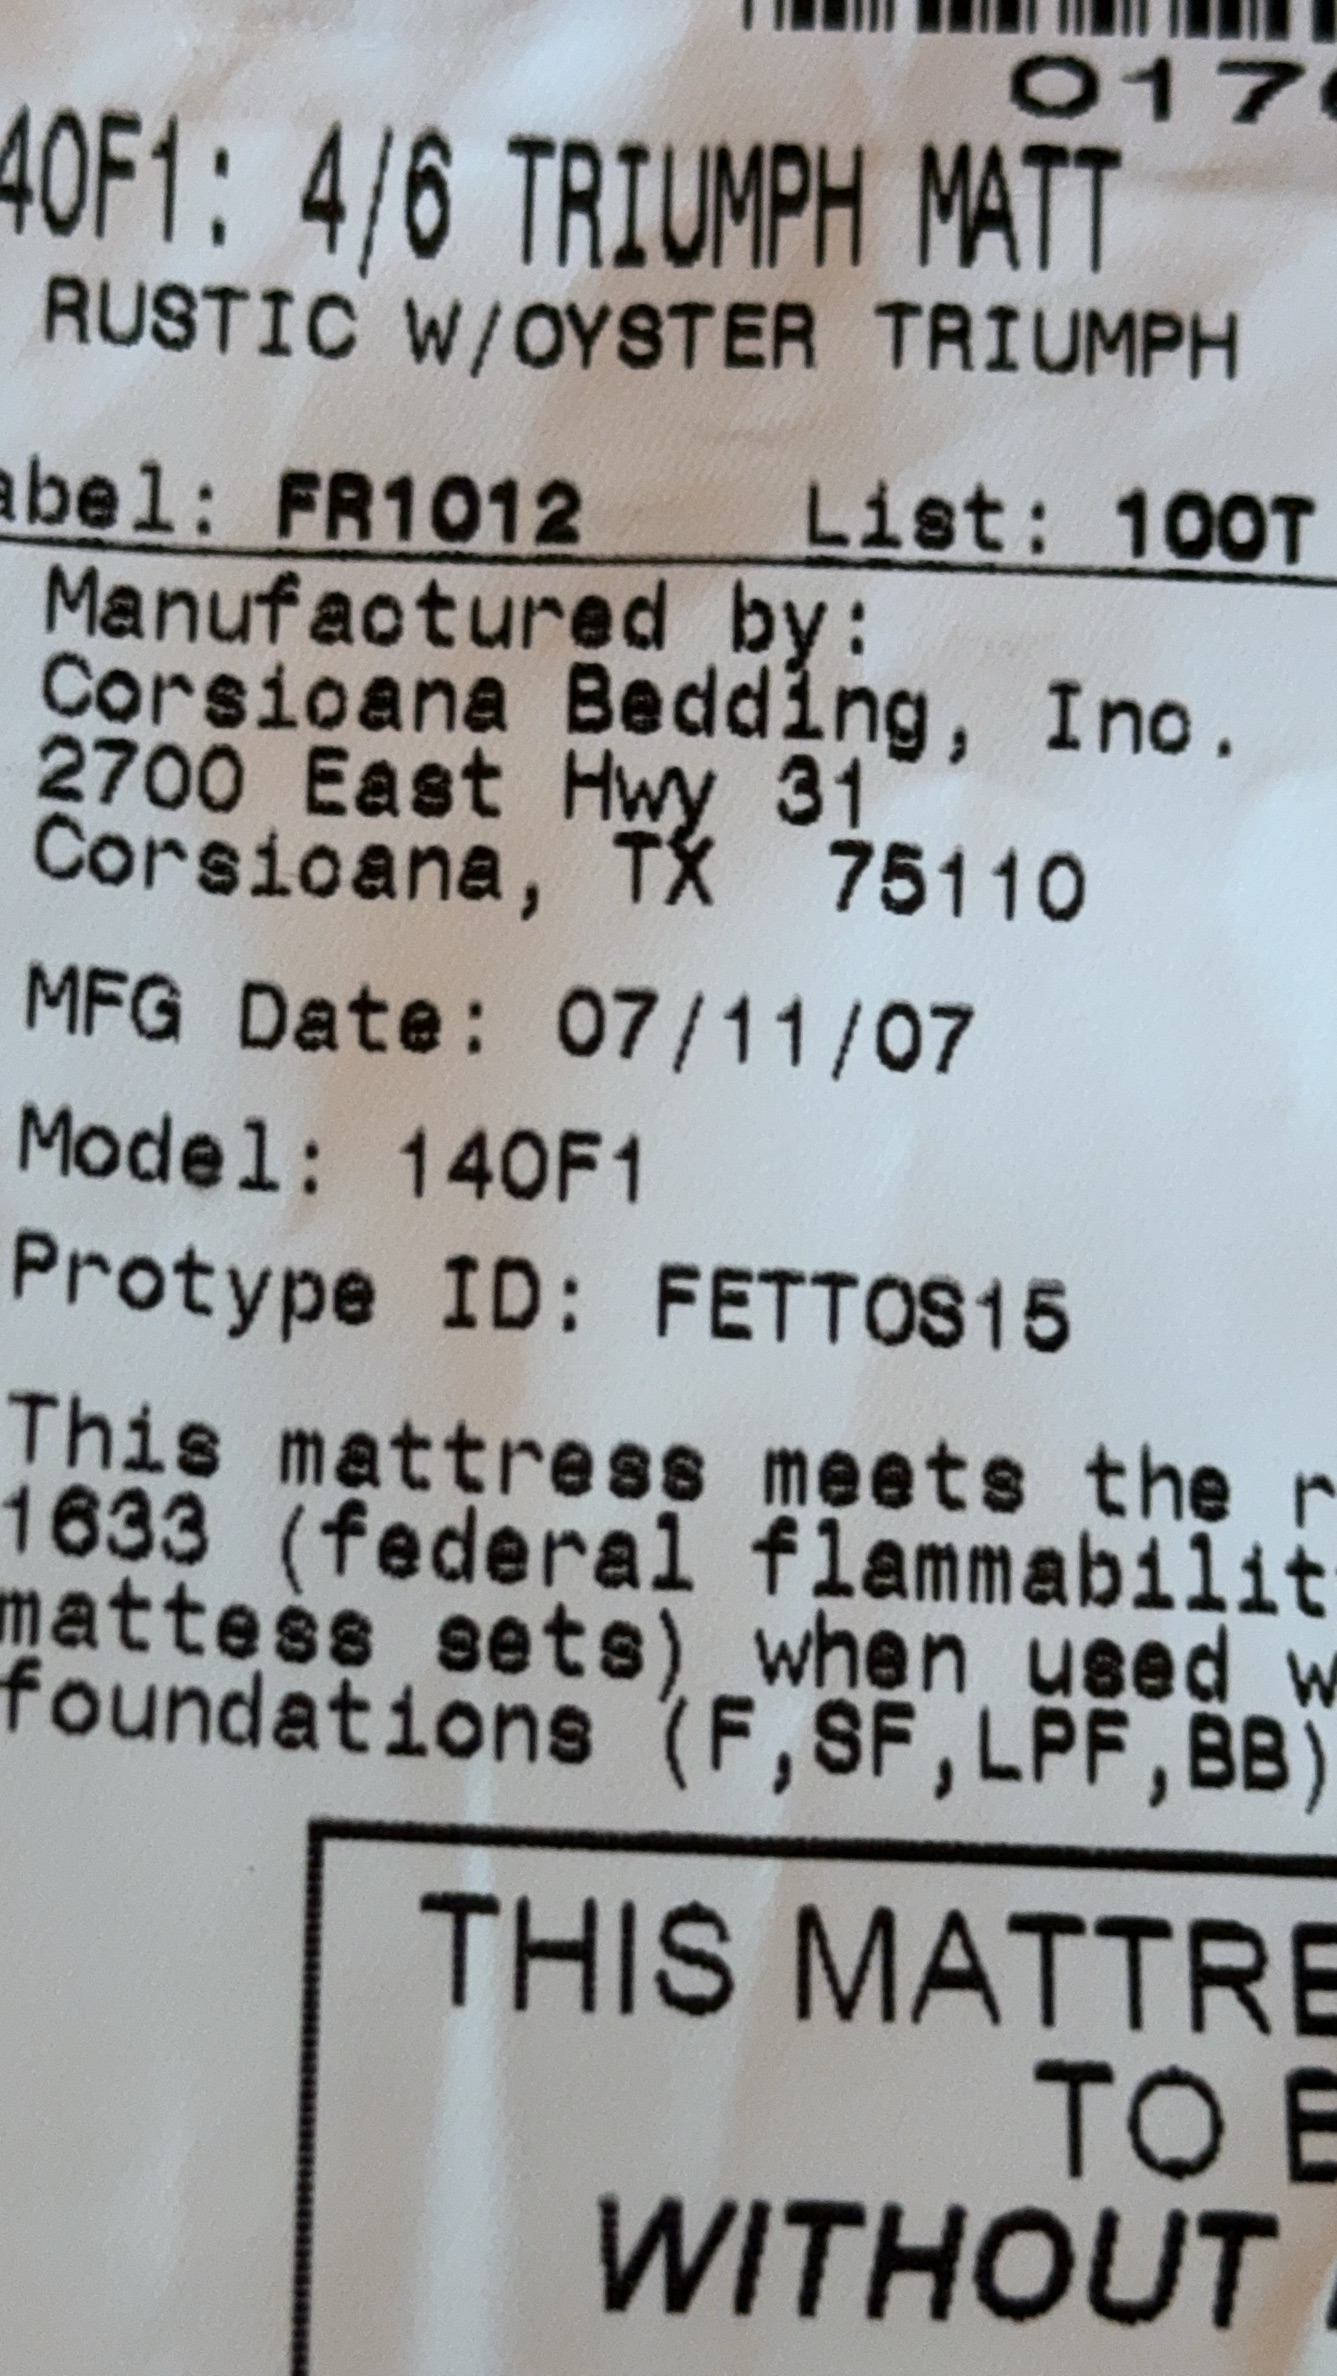 017
40F1: 4/6 TRIUMPH MATT
RUSTIC W/OYSTER TRIUMPH
abel: FR1012 List: 100T
Manufactured by:
Corsicana Bedding, Inc.
2700 East Hwy 31
Corsicana, TX 75110
MFG Date: 07/11/07
Model: 140F1
Protype ID: FETTOS15
This mattress meets the r
1633 (federal flammabilit
mattess sets) when used w
foundations (F,SF,LPF,BB)
THIS MATTRE
TO B
WITHOUT